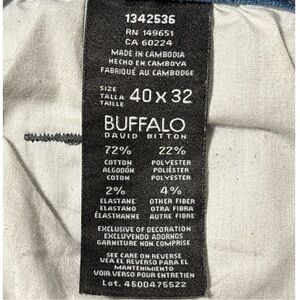 1342536
RN 149651
CA 60224
MADE IN CAMBODIA
HECHO EN CAMBOYA
FABRIQUÉ AU CAMBODGE
SIZE
TALLA
TAILLE
40 x 32
BUFFALO
DAVID BITTON
72% 22%
COTTON POLYESTER
ALGODÓN POLIÉSTER
COTON POLYESTER
2% 4%
ELASTANE OTHER FIBER
ELASTANO OTRA FIBRA
ÉLASTHANNE AUTRE FIBRE
EXCLUSIVE OF DECORATION
EXCLUYENDO ADORNOS
GARNITURE NON COMPRISE
SEE CARE ON REVERSE
VEA EL REVERSO PARA EL
MANTENIMIENTO
VOIR VERSO POUR ENTRETIEN
Lot. 4500475522